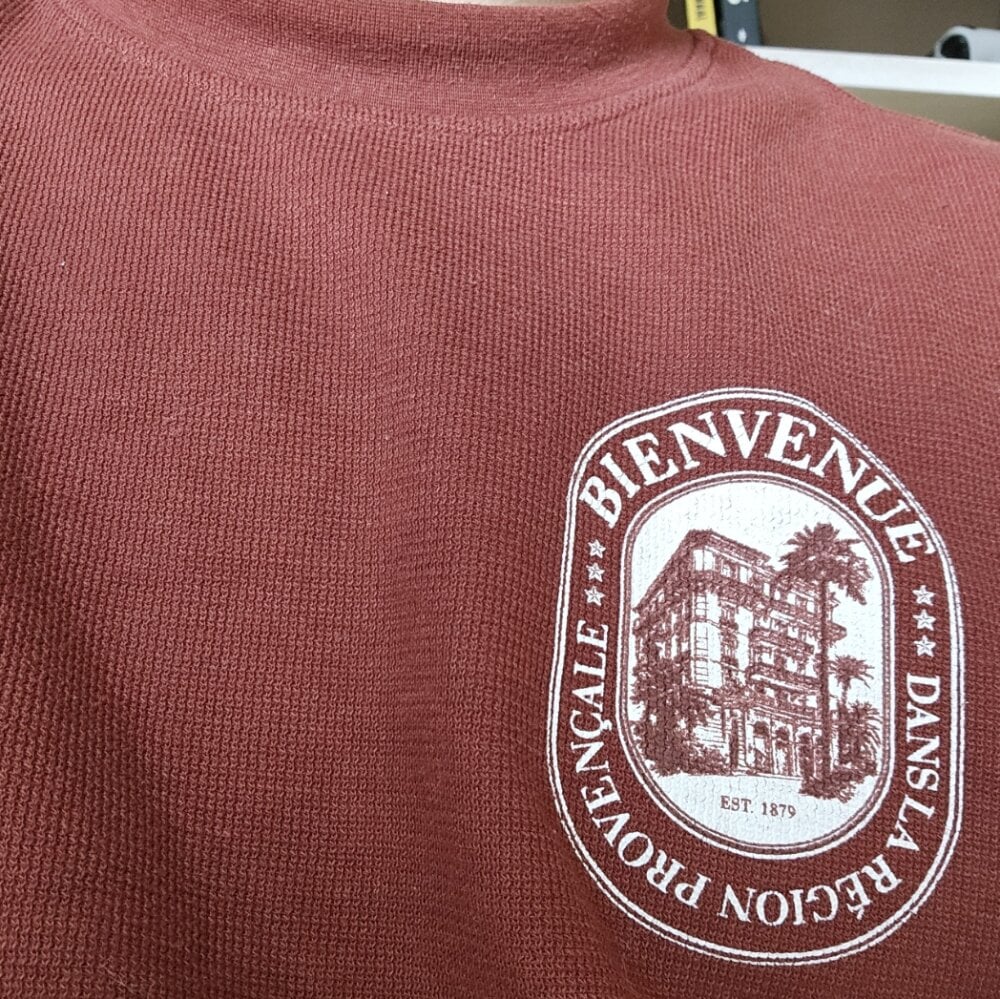 BIENVENUE
DANS LA RÉGION PROVENÇALE
EST. 1879